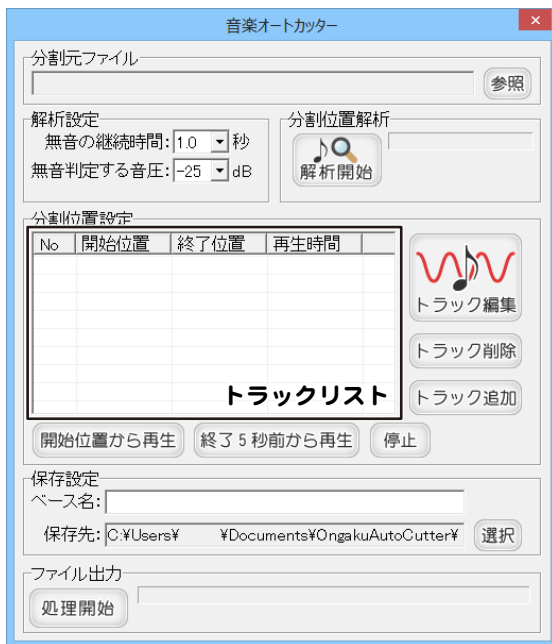 音楽オートカッター
分割元ファイル
参照
解析設定
無音の継続時間: 1.0 秒
無音判定する音圧: -25 dB
分割位置解析
解析開始
分割位置設定
No 開始位置 終了位置 再生時間
トラックリスト
トラック編集
トラック削除
トラック追加
開始位置から再生 終了5秒前から再生 停止
保存設定
ベース名:
保存先: C:¥Users¥ ¥Documents¥OngakuAutoCutter¥ 選択
ファイル出力
処理開始